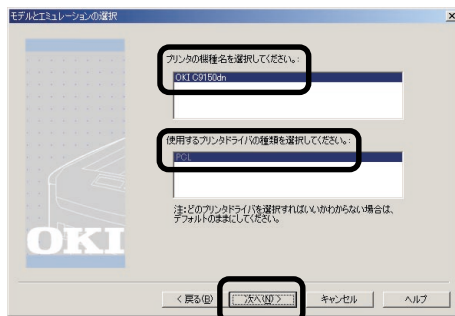 モデルとエミュレーションの選択
プリンタの機種名を選択してください。:
OKI C9150dn
使用するプリンタドライバの種類を選択してください。:
PCL
注:どのプリンタドライバを選択すればいいかわからない場合は、
デフォルトのままにしてください。
OKI
< 戻る(B)
次へ(N) >
キャンセル
ヘルプ